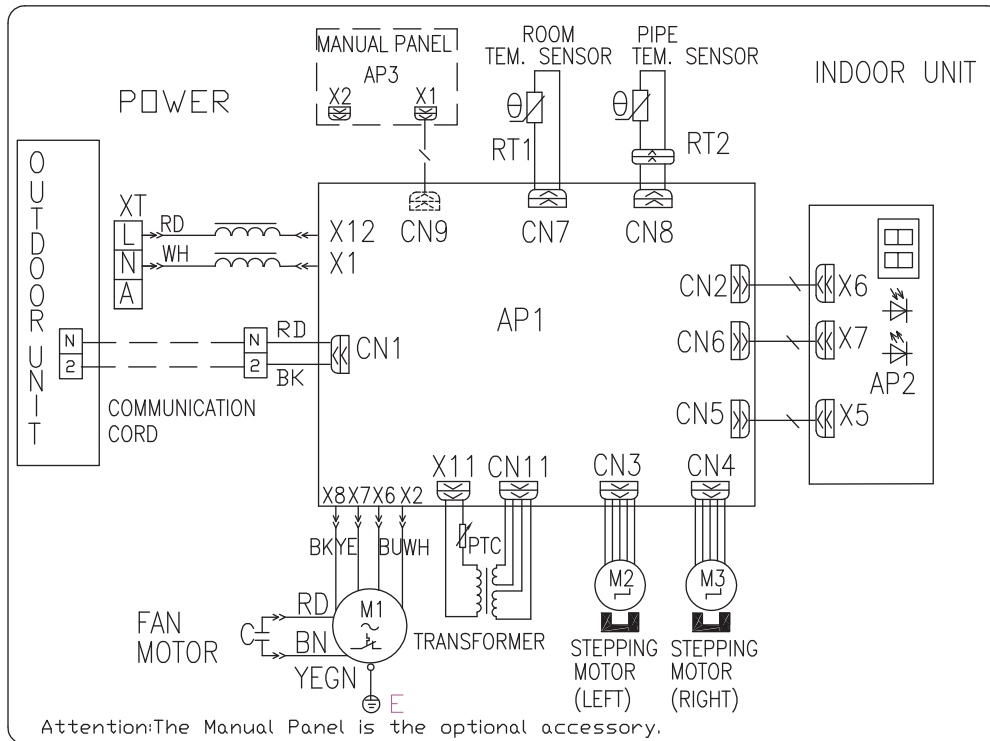 MANUAL PANEL
AP3
X2
X1
ROOM
TEM. SENSOR
PIPE
TEM. SENSOR
INDOOR UNIT
POWER
θ
θ
RT1
RT2
OUTDOOR UNIT
XT
L
N
A
RD
WH
X12
X1
CN9
CN7
CN8
AP1
CN2
X6
CN6
X7
AP2
CN5
X5
N
2
N
2
RD
BK
CN1
COMMUNICATION
CORD
X11
CN11
CN3
CN4
X8
X7
X6
X2
BK
YE
BU
WH
PTC
M2
M3
FAN
MOTOR
C
RD
BN
M1
YEGN
E
TRANSFORMER
STEPPING
MOTOR
(LEFT)
STEPPING
MOTOR
(RIGHT)
Attention:The Manual Panel is the optional accessory.